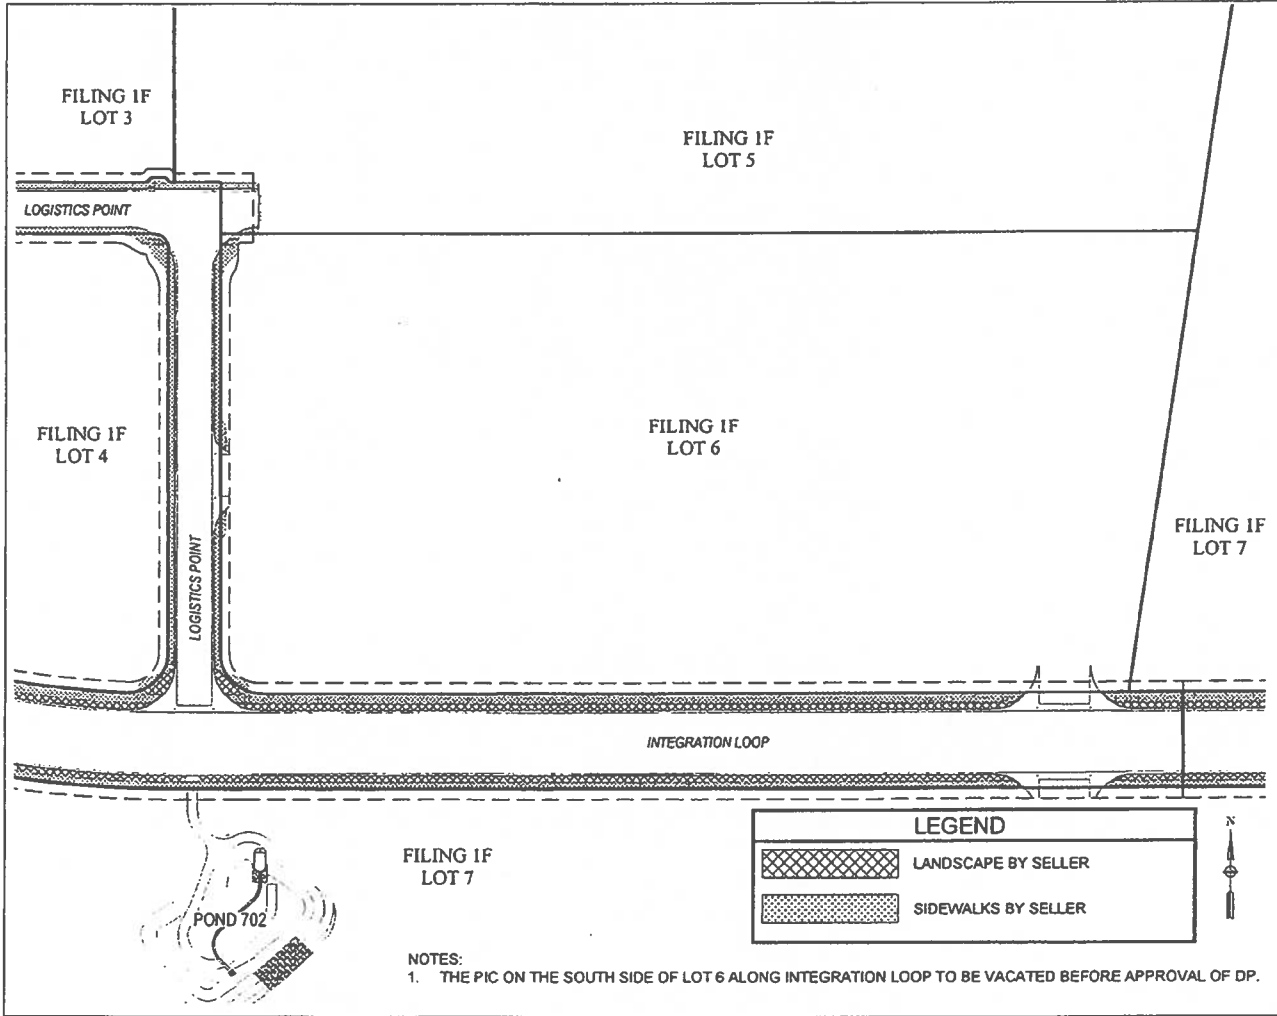 FILING 1F
LOT 3
FILING 1F
LOT 5
LOGISTICS POINT
FILING 1F
LOT 4
FILING 1F
LOT 6
FILING 1F
LOT 7
LOGISTICS POINT
INTEGRATION LOOP
FILING 1F
LOT 7
POND 702
LEGEND
LANDSCAPE BY SELLER
SIDEWALKS BY SELLER
N
NOTES:
1. THE PIC ON THE SOUTH SIDE OF LOT 6 ALONG INTEGRATION LOOP TO BE VACATED BEFORE APPROVAL OF DP.